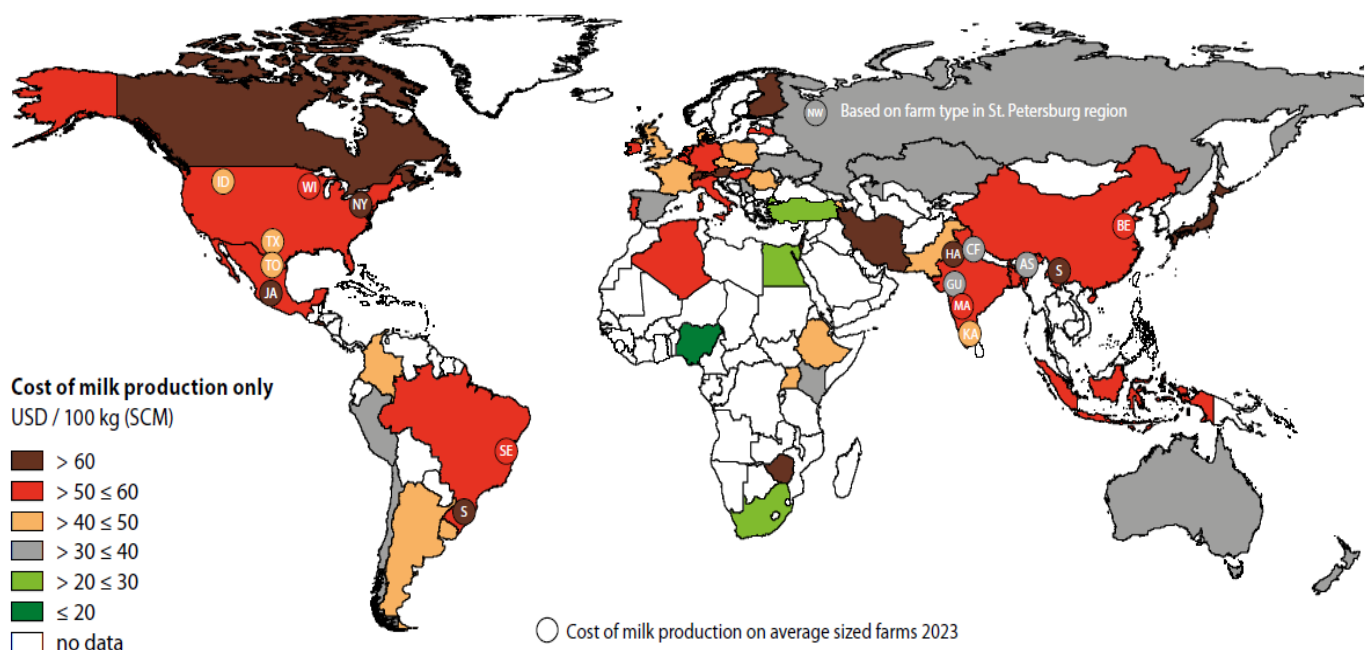 NW Based on farm type in St. Petersburg region
ID
WI
NY
TX
TO
JA
BE
HA
CF
AS
S
GU
MA
KA
SE
S
Cost of milk production only
USD / 100 kg (SCM)
> 60
> 50 ≤ 60
> 40 ≤ 50
> 30 ≤ 40
> 20 ≤ 30
≤ 20
no data
Cost of milk production on average sized farms 2023